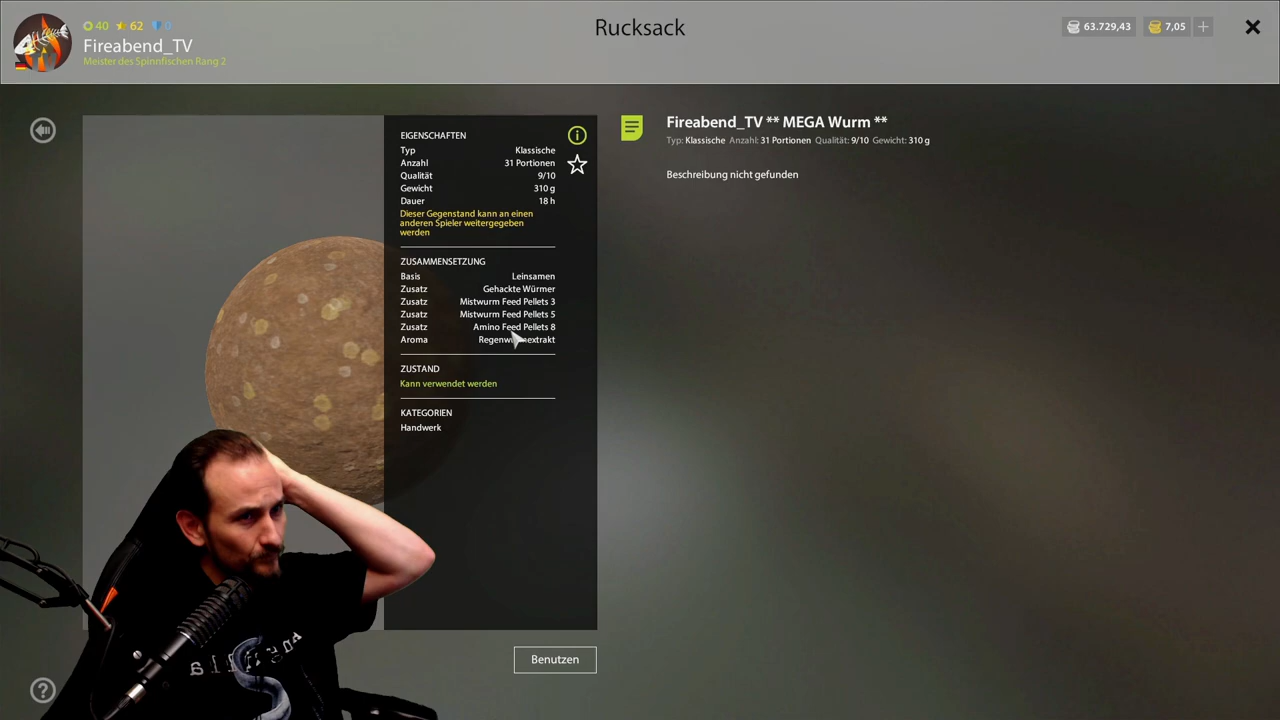 40 62 0
Fireabend_TV
Meister des Spinnfischen Rang 2
Rucksack
63.729,43 7,05 +
EIGENSCHAFTEN
Typ Klassische
Anzahl 31 Portionen
Qualität 9/10
Gewicht 310 g
Dauer 18 h
Dieser Gegenstand kann an einen
anderen Spieler weitergegeben
werden
ZUSAMMENSETZUNG
Basis Leinsamen
Zusatz Gehackte Würmer
Zusatz Mistwurm Feed Pellets 3
Zusatz Mistwurm Feed Pellets 5
Zusatz Amino Feed Pellets 8
Aroma Regenwurmextrakt
ZUSTAND
Kann verwendet werden
KATEGORIEN
Handwerk
Benutzen
Fireabend_TV ** MEGA Wurm **
Typ: Klassische Anzahl: 31 Portionen Qualität: 9/10 Gewicht: 310 g
Beschreibung nicht gefunden